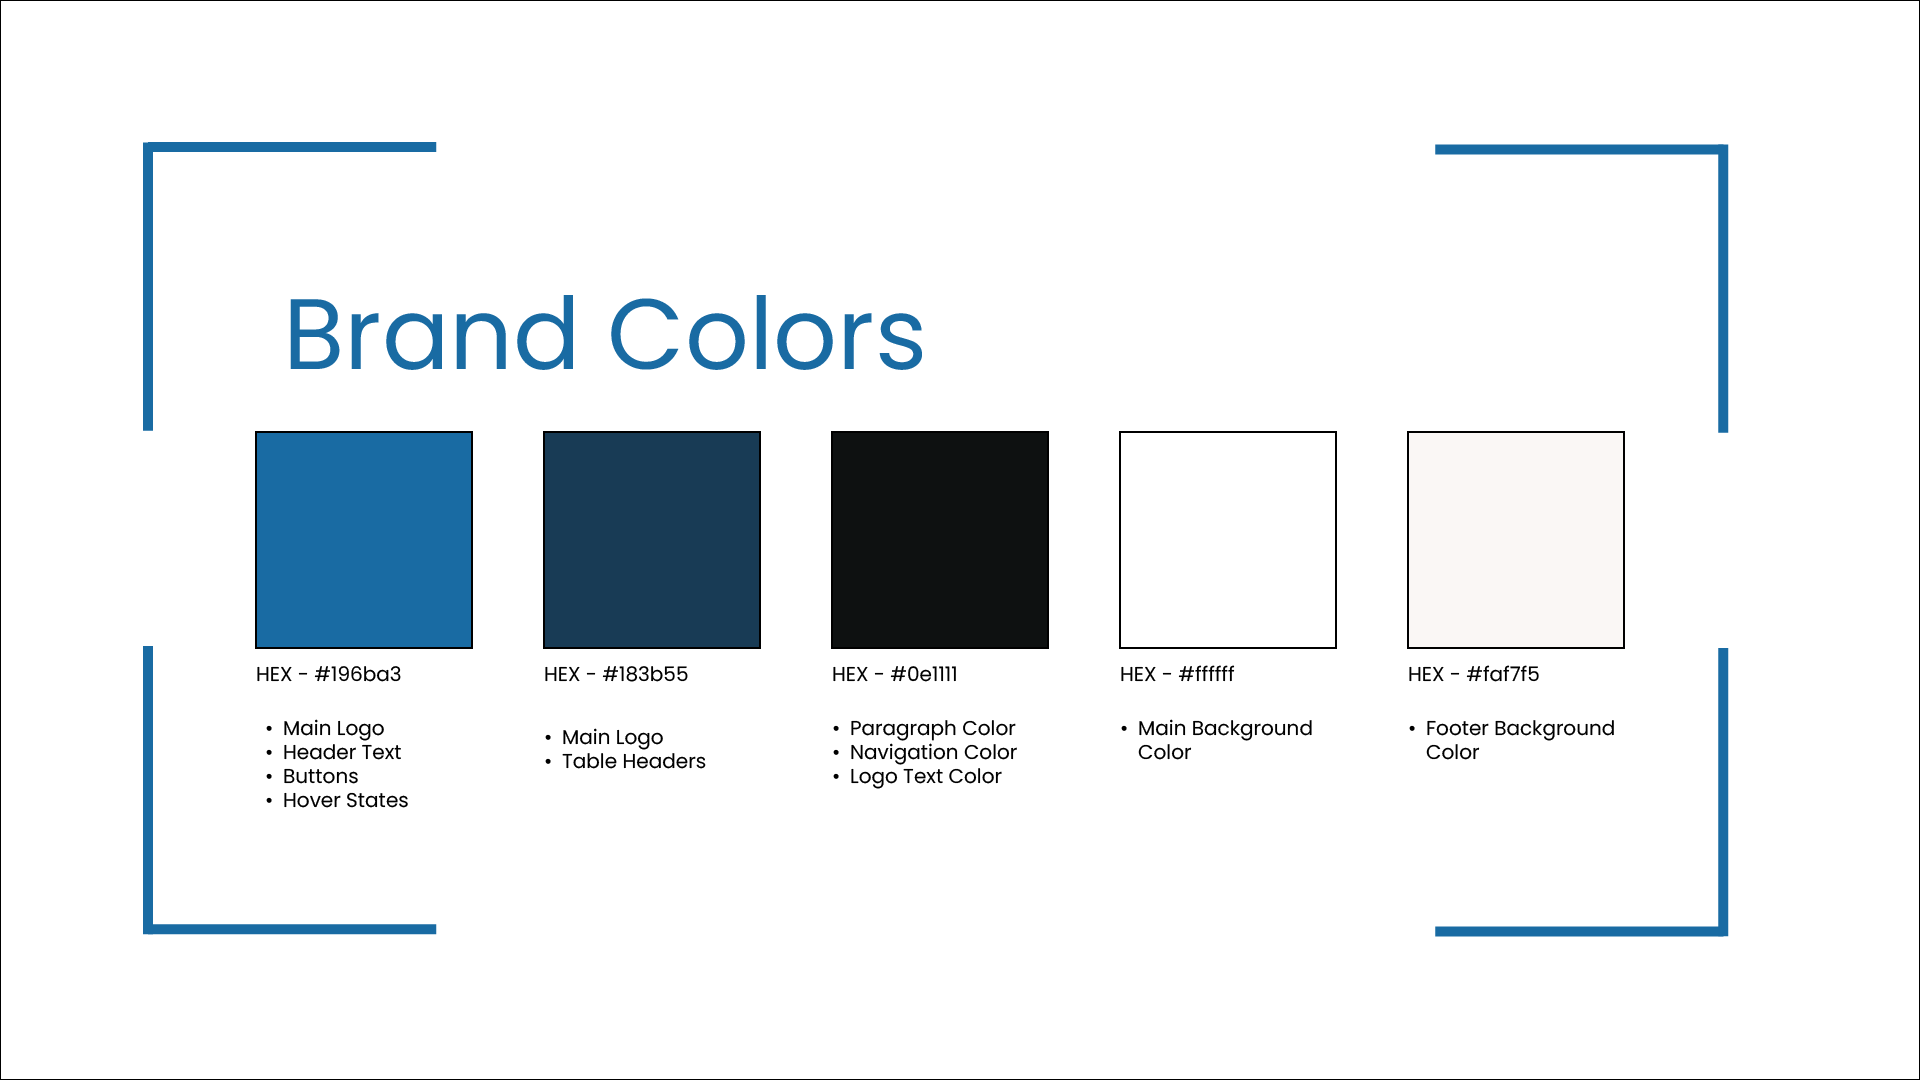 Brand Colors
HEX - #196ba3
• Main Logo
• Header Text
• Buttons
• Hover States
HEX - #183b55
• Main Logo
• Table Headers
HEX - #0e1111
• Paragraph Color
• Navigation Color
• Logo Text Color
HEX - #ffffff
• Main Background
Color
HEX - #faf7f5
• Footer Background
Color